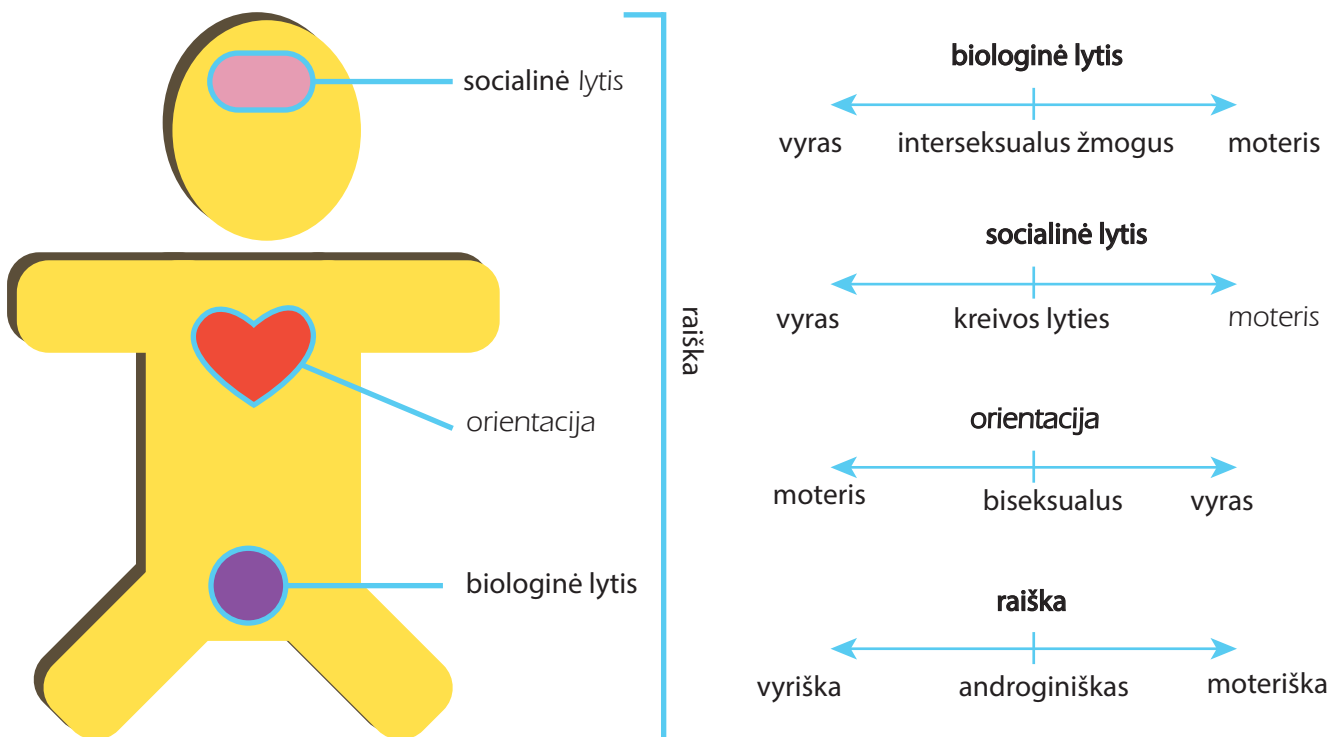 socialinė lytis
orientacija
biologinė lytis
raiška
biologinė lytis
vyras interseksualus žmogus moteris
socialinė lytis
vyras kreivos lyties moteris
orientacija
moteris biseksualus vyras
raiška
vyriška androginiškas moteriška